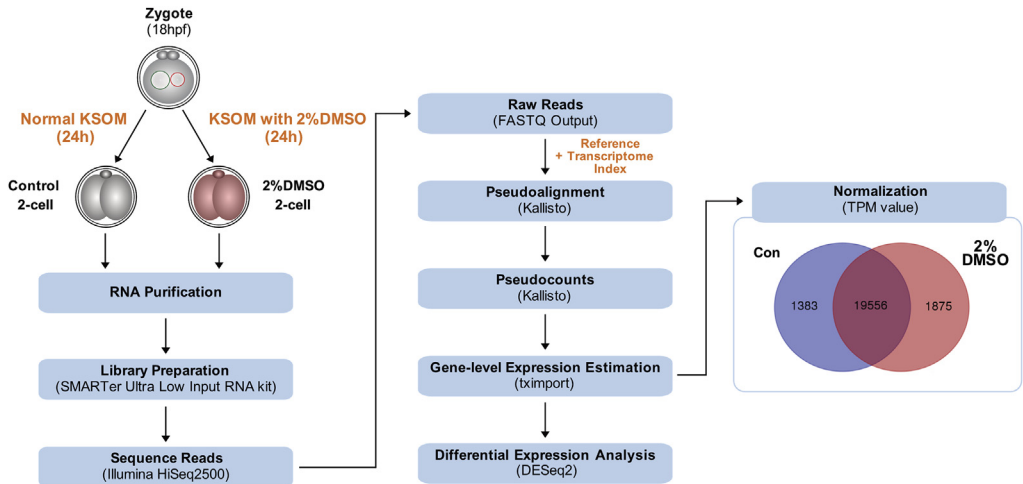 Zygote
(18hpf)
Normal KSOM
(24h)
KSOM with 2%DMSO
(24h)
Control
2-cell
2%DMSO
2-cell
RNA Purification
Library Preparation
(SMARTer Ultra Low Input RNA kit)
Sequence Reads
(Illumina HiSeq2500)
Raw Reads
(FASTQ Output)
Reference
+ Transcriptome
Index
Pseudoalignment
(Kallisto)
Pseudocounts
(Kallisto)
Gene-level Expression Estimation
(tximport)
Differential Expression Analysis
(DESeq2)
Normalization
(TPM value)
Con
2%
DMSO
1383
19556
1875